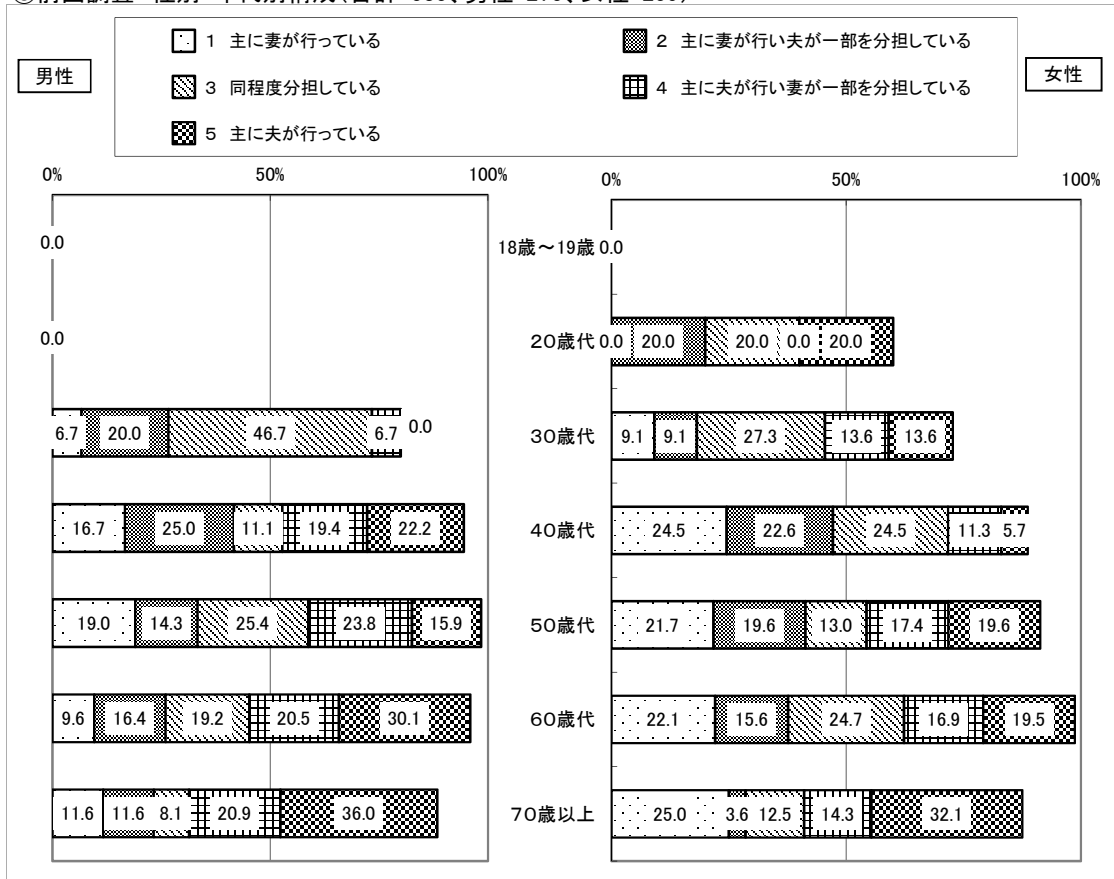 1 主に妻が行っている
2 主に妻が行い夫が一部を分担している
男性
女性
3 同程度分担している
4 主に夫が行い妻が一部を分担している
5 主に夫が行っている
0% 50% 100%
0% 50% 100%
0.0 18歳～19歳 0.0
0.0 20歳代 0.0 20.0 20.0 0.0 20.0
6.7 20.0 46.7 6.7 0.0 30歳代 9.1 9.1 27.3 13.6 13.6
16.7 25.0 11.1 19.4 22.2 40歳代 24.5 22.6 24.5 11.3 5.7
19.0 14.3 25.4 23.8 15.9 50歳代 21.7 19.6 13.0 17.4 19.6
9.6 16.4 19.2 20.5 30.1 60歳代 22.1 15.6 24.7 16.9 19.5
11.6 11.6 8.1 20.9 36.0 70歳以上 25.0 3.6 12.5 14.3 32.1